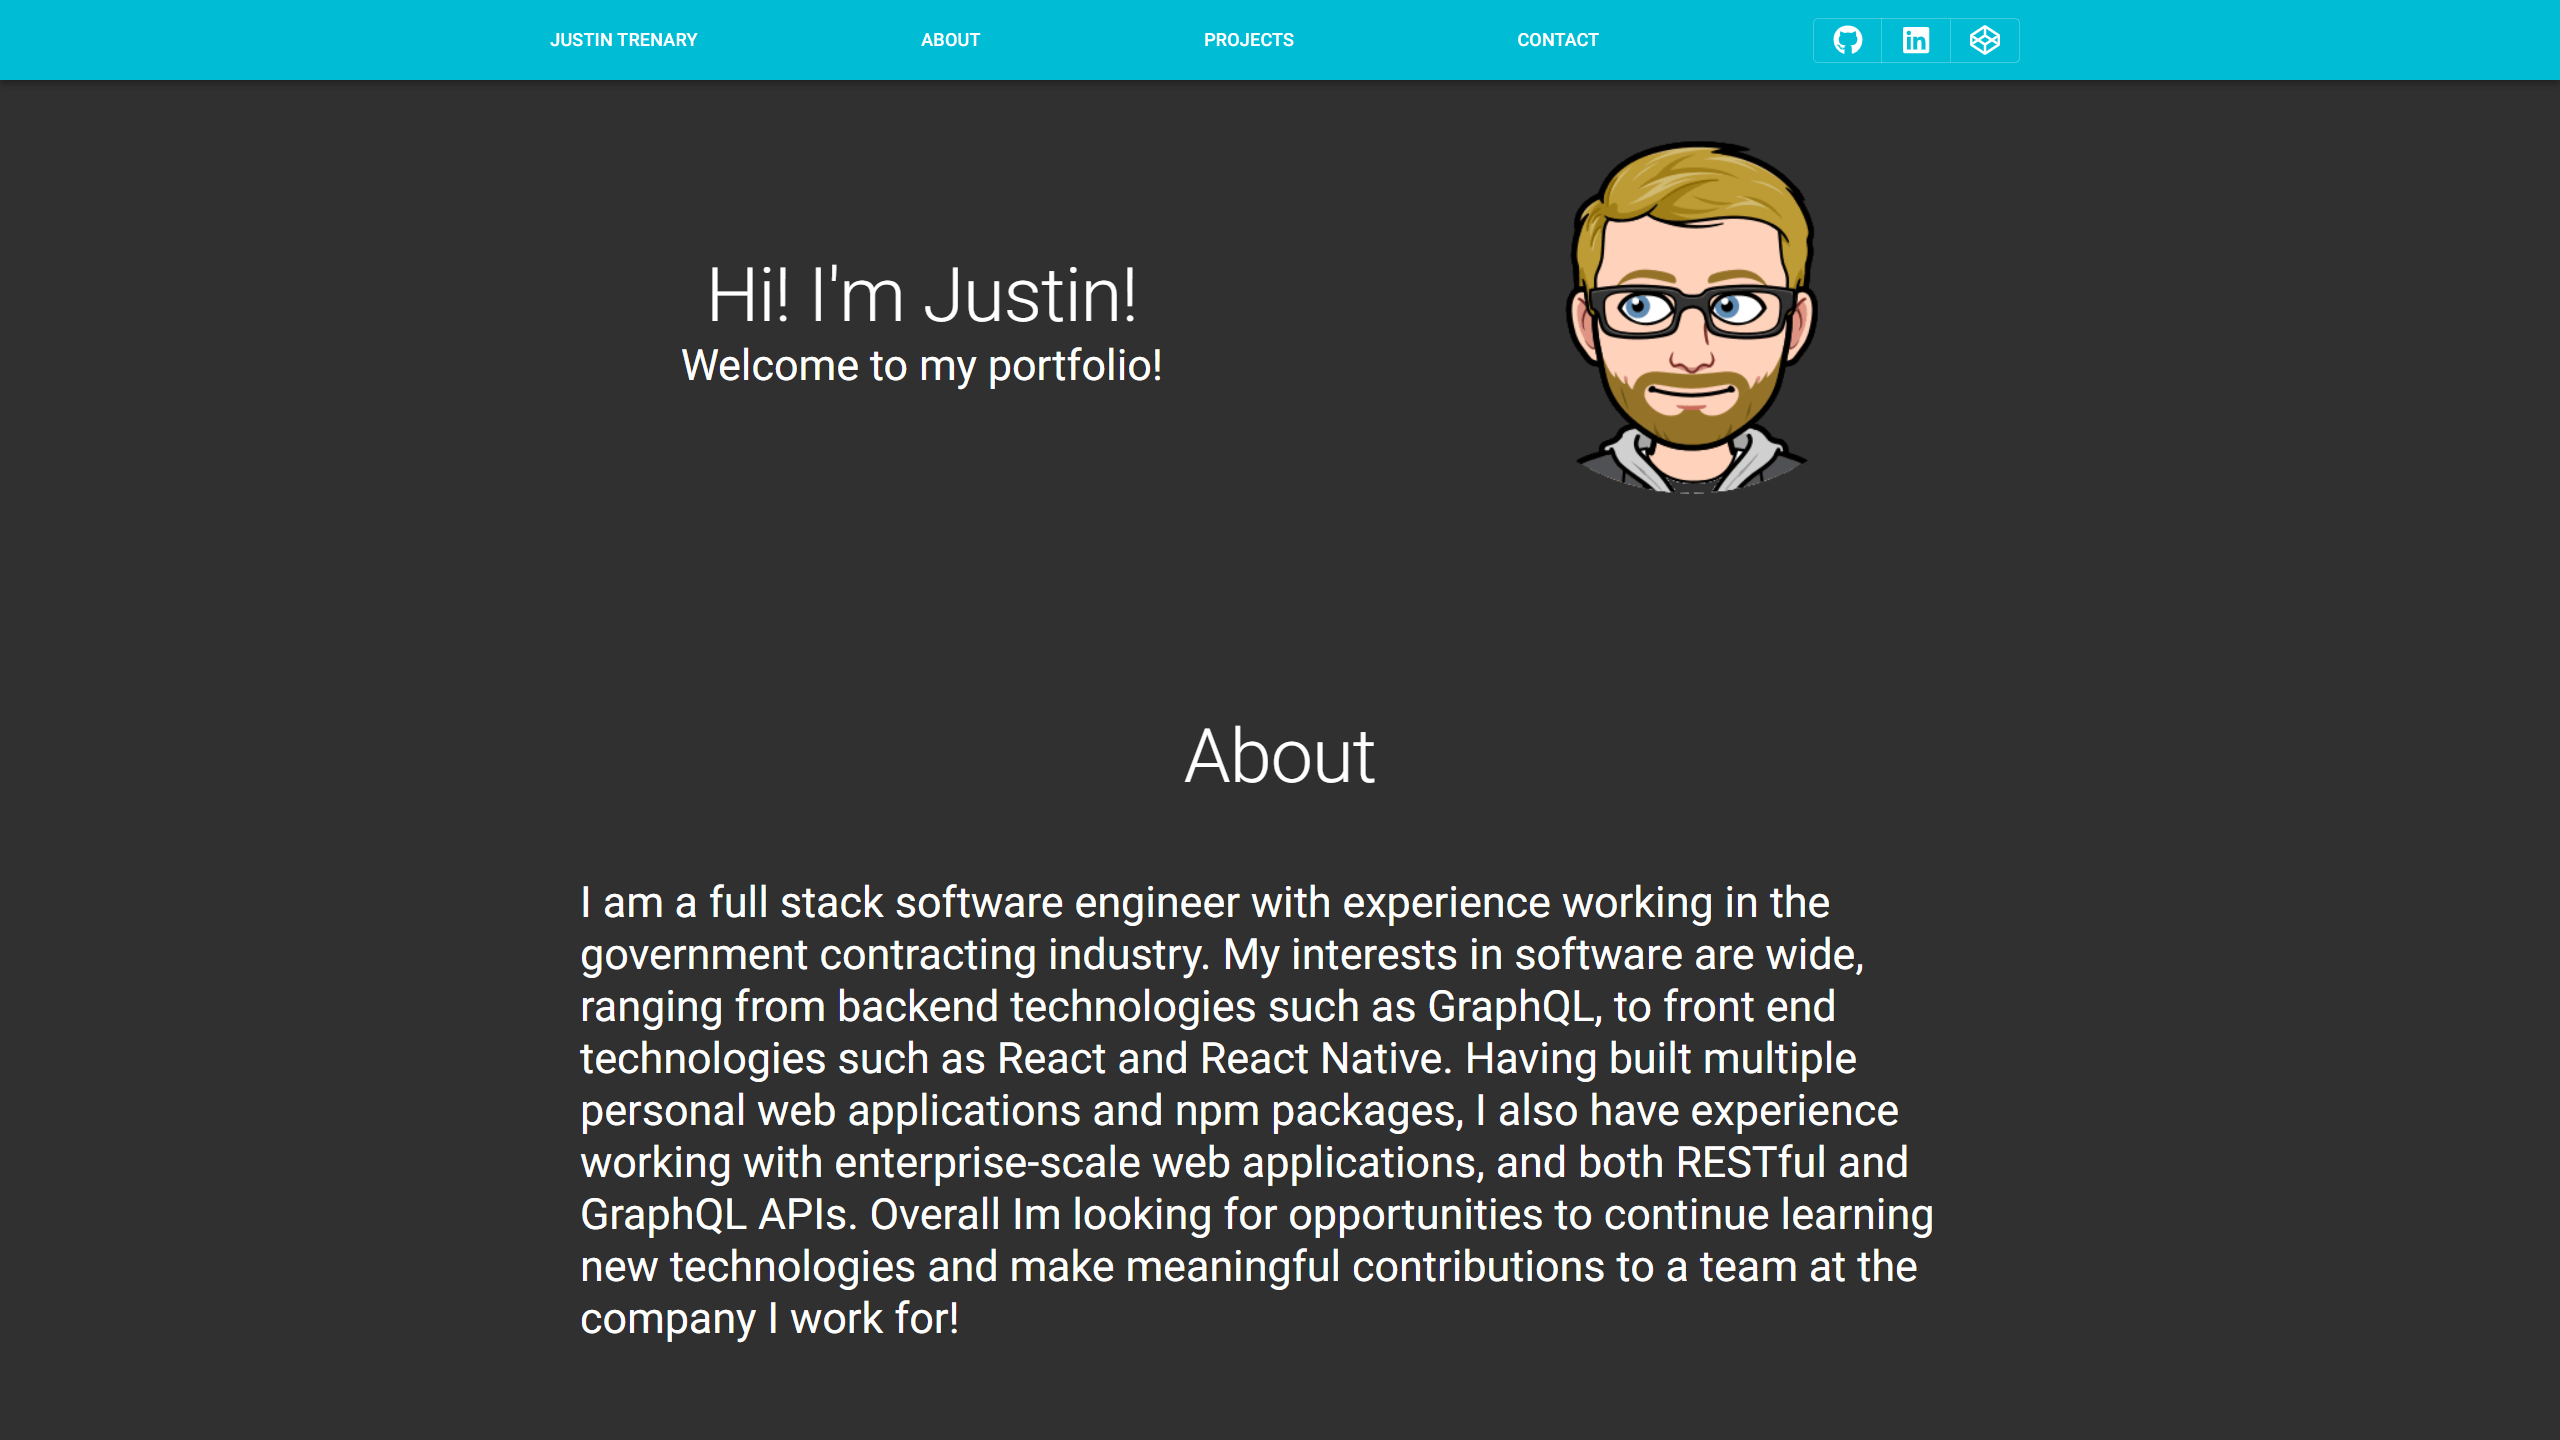 JUSTIN TRENARY
ABOUT
PROJECTS
CONTACT
Hi! I'm Justin!
Welcome to my portfolio!
About
I am a full stack software engineer with experience working in the
government contracting industry. My interests in software are wide,
ranging from backend technologies such as GraphQL, to front end
technologies such as React and React Native. Having built multiple
personal web applications and npm packages, I also have experience
working with enterprise-scale web applications, and both RESTful and
GraphQL APIs. Overall Im looking for opportunities to continue learning
new technologies and make meaningful contributions to a team at the
company I work for!